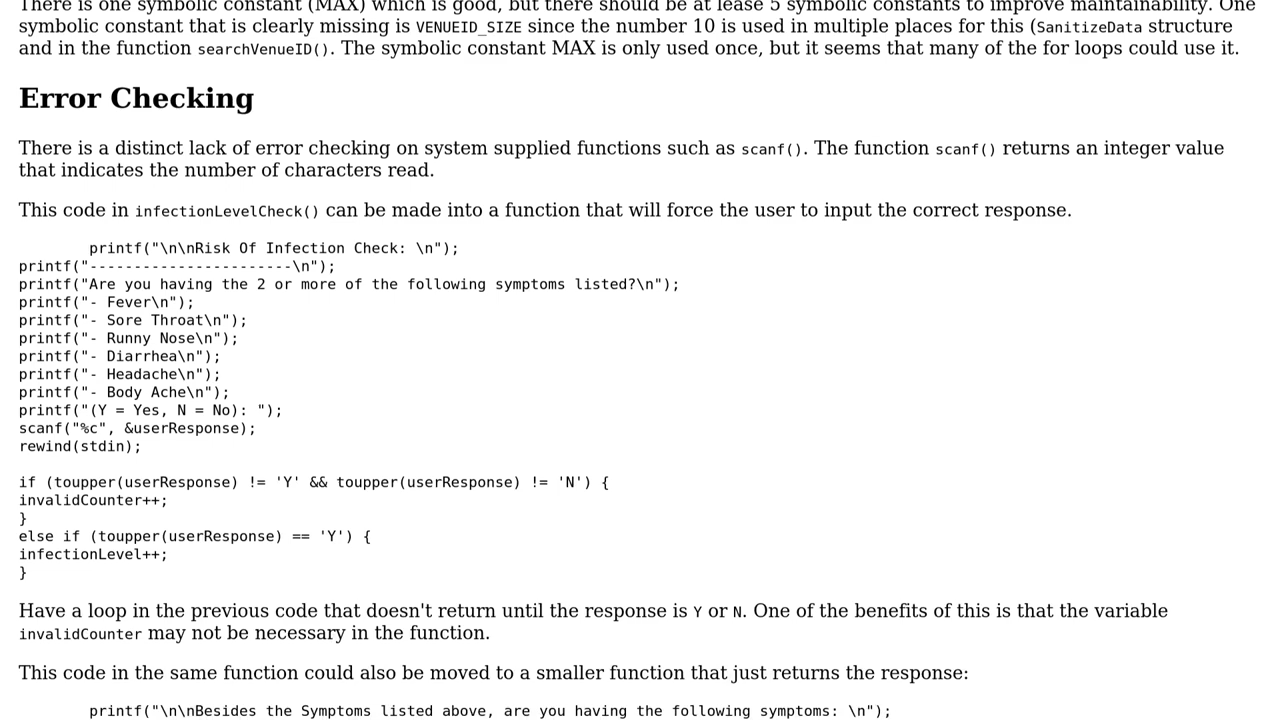 There is one symbolic constant (MAX) which is good, but there should be at lease 5 symbolic constants to improve maintainability. One
symbolic constant that is clearly missing is VENUEID_SIZE since the number 10 is used in multiple places for this (SanitizeData structure
and in the function searchVenueID(). The symbolic constant MAX is only used once, but it seems that many of the for loops could use it.
Error Checking
There is a distinct lack of error checking on system supplied functions such as scanf(). The function scanf() returns an integer value
that indicates the number of characters read.
This code in infectionLevelCheck() can be made into a function that will force the user to input the correct response.
printf("\n\nRisk Of Infection Check: \n");
printf("-----------------------\n");
printf("Are you having the 2 or more of the following symptoms listed?\n");
printf("- Fever\n");
printf("- Sore Throat\n");
printf("- Runny Nose\n");
printf("- Diarrhea\n");
printf("- Headache\n");
printf("- Body Ache\n");
printf("(Y = Yes, N = No): ");
scanf("%c", &userResponse);
rewind(stdin);
if (toupper(userResponse) != 'Y' && toupper(userResponse) != 'N') {
invalidCounter++;
}
else if (toupper(userResponse) == 'Y') {
infectionLevel++;
}
Have a loop in the previous code that doesn't return until the response is Y or N. One of the benefits of this is that the variable
invalidCounter may not be necessary in the function.
This code in the same function could also be moved to a smaller function that just returns the response:
printf("\n\nBesides the Symptoms listed above, are you having the following symptoms: \n");